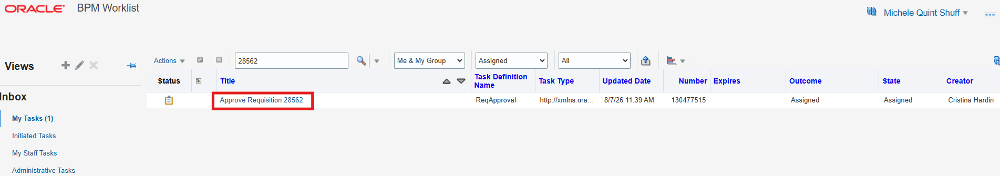 ORACLE BPM Worklist
Michele Quint Shuff
Views
Actions 28562 Me & My Group Assigned All
Status Title Task Definition Name Task Type Updated Date Number Expires Outcome State Creator
Approve Requisition 28562 ReqApproval http://xmlns.ora... 8/7/26 11:39 AM 130477515 Assigned Assigned Cristina Hardin
Inbox
My Tasks (1)
Initiated Tasks
My Staff Tasks
Administrative Tasks